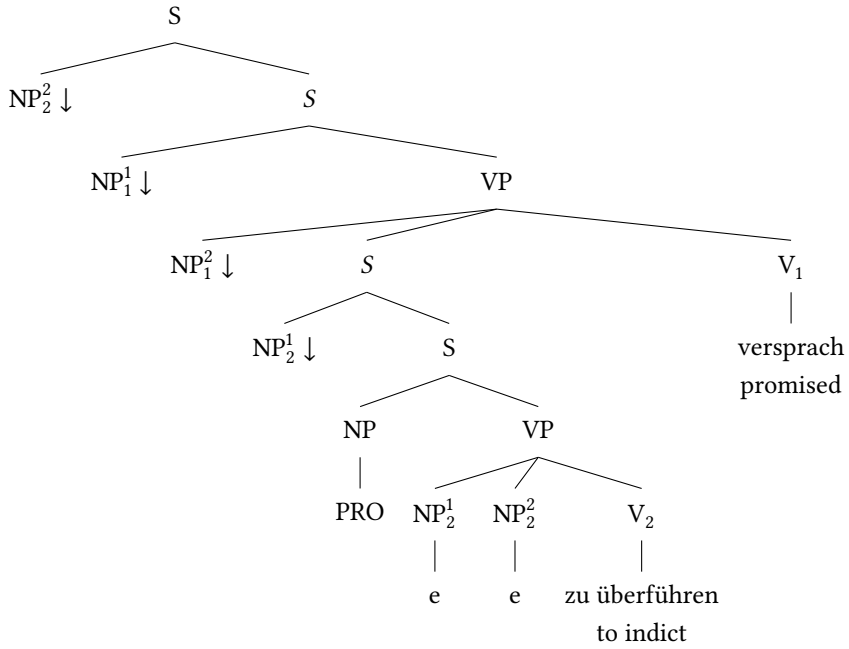 S
NP²₂ ↓ S
NP¹₁ ↓ VP
NP²₁ ↓ S V₁
NP¹₂ ↓ S versprach
promised
NP VP
PRO NP¹₂ NP²₂ V₂
e e zu überführen
to indict